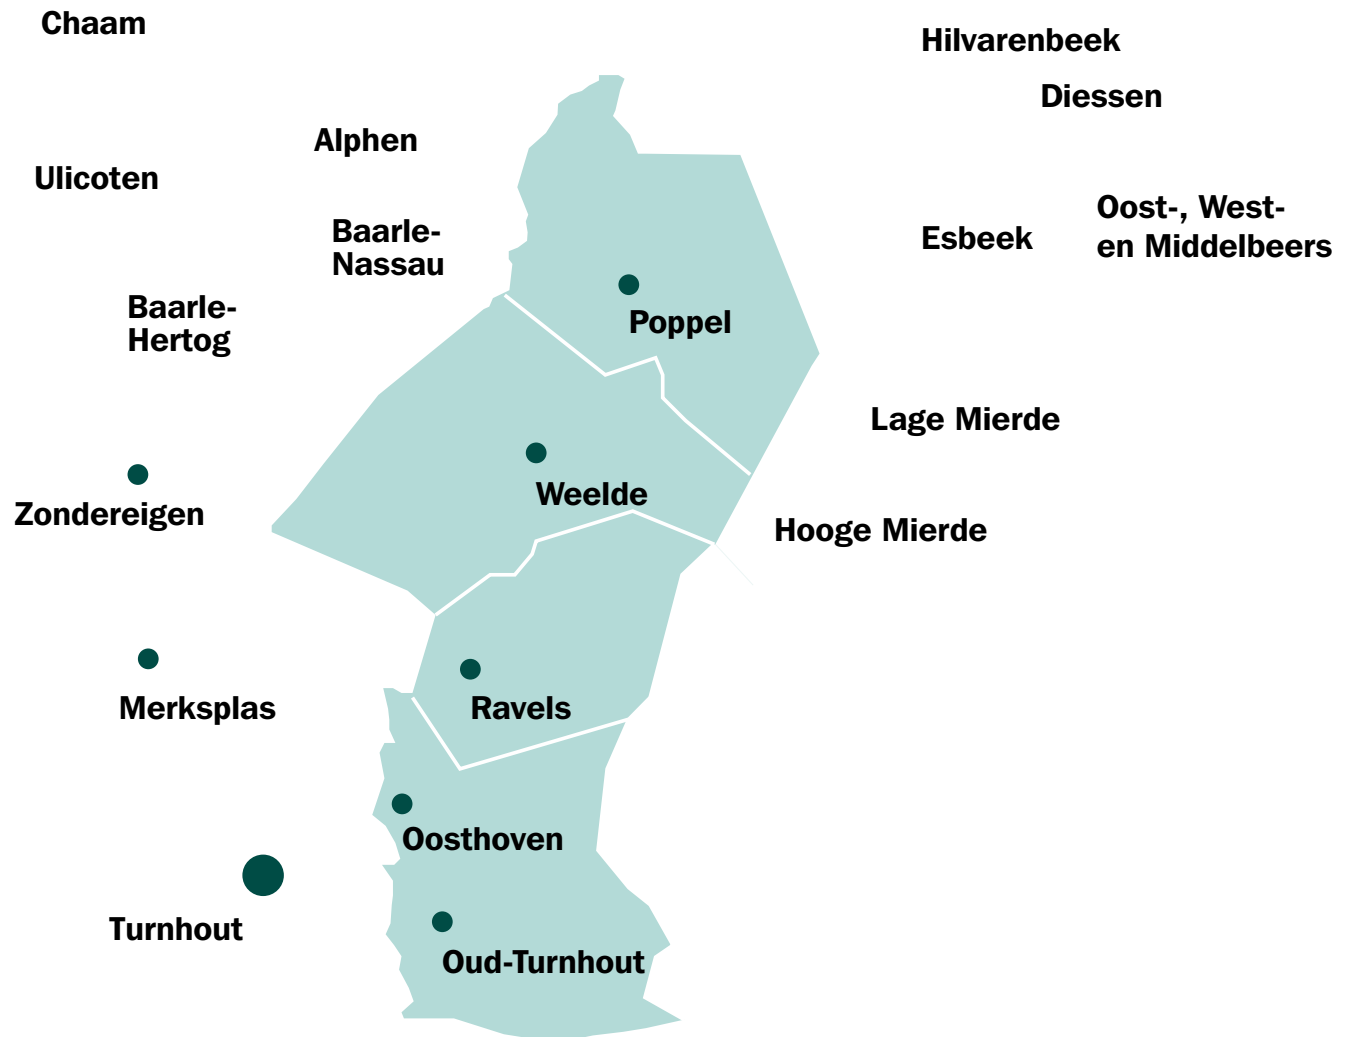 Chaam
Hilvarenbeek
Diessen
Alphen
Ulicoten
Oost-, West-
en Middelbeers
Baarle-
Nassau
Esbeek
Baarle-
Hertog
Poppel
Lage Mierde
Weelde
Zondereigen
Hooge Mierde
Merksplas
Ravels
Oosthoven
Turnhout
Oud-Turnhout